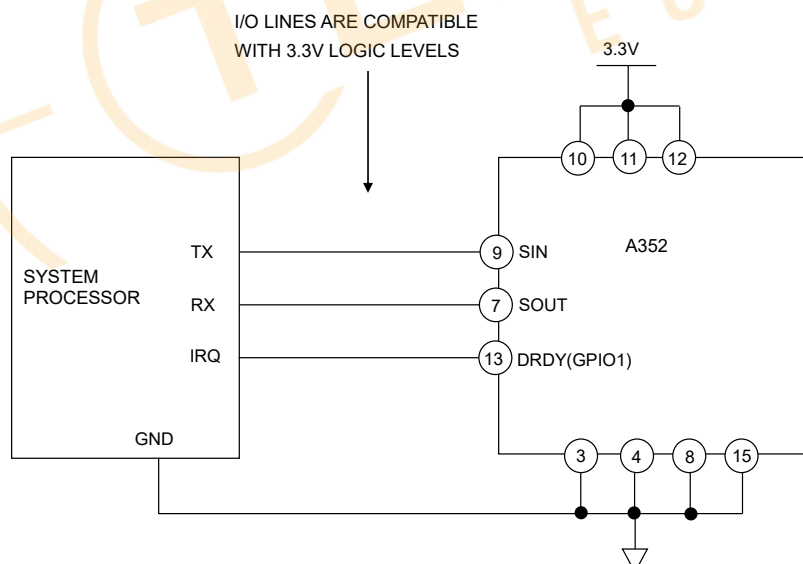 I/O LINES ARE COMPATIBLE
WITH 3.3V LOGIC LEVELS
3.3V
10
11
12
TX
9
SIN
A352
SYSTEM
PROCESSOR
RX
7
SOUT
IRQ
13
DRDY(GPIO1)
GND
3
4
8
15